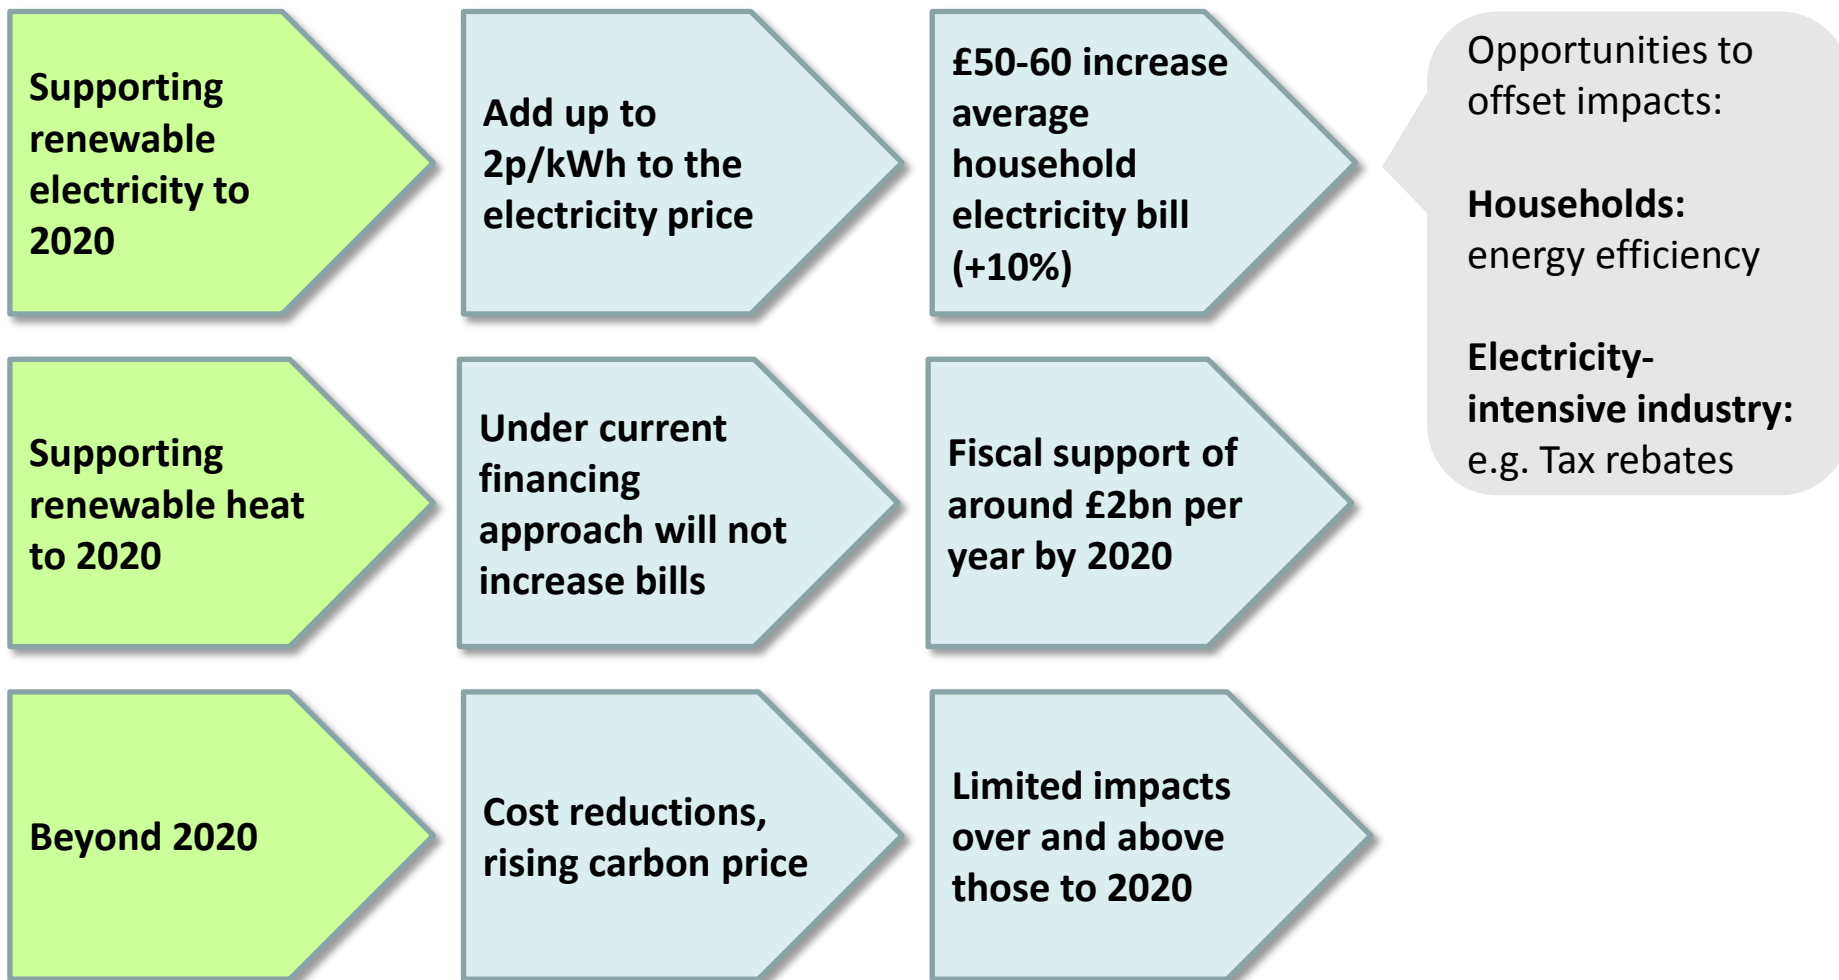 Supporting
renewable
electricity to
2020
Add up to
2p/kWh to the
electricity price
£50-60 increase
average
household
electricity bill
(+10%)
Opportunities to
offset impacts:
Households:
energy efficiency
Electricity-
intensive industry:
e.g. Tax rebates
Supporting
renewable heat
to 2020
Under current
financing
approach will not
increase bills
Fiscal support of
around £2bn per
year by 2020
Beyond 2020
Cost reductions,
rising carbon price
Limited impacts
over and above
those to 2020